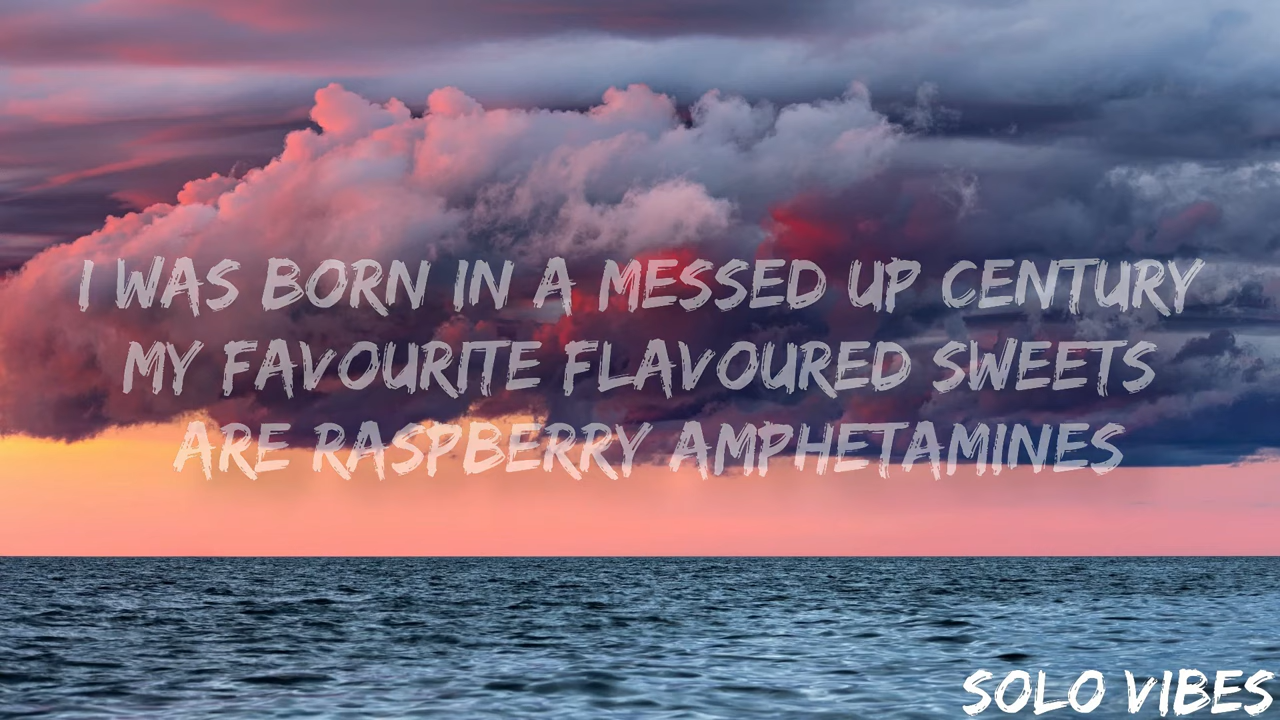 I WAS BORN IN A MESSED UP CENTURY
MY FAVOURITE FLAVOURED SWEETS
ARE RASPBERRY AMPHETAMINES
SOLO VIBES